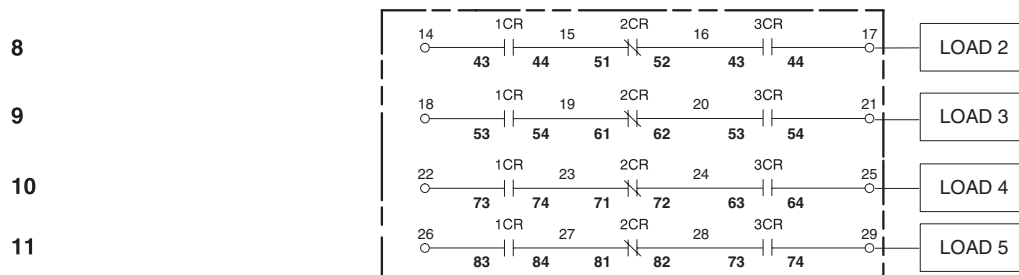 1CR 2CR 3CR
8 14 15 16 17 LOAD 2
43 44 51 52 43 44
1CR 2CR 3CR
9 18 19 20 21 LOAD 3
53 54 61 62 53 54
1CR 2CR 3CR
10 22 23 24 25 LOAD 4
73 74 71 72 63 64
1CR 2CR 3CR
11 26 27 28 29 LOAD 5
83 84 81 82 73 74